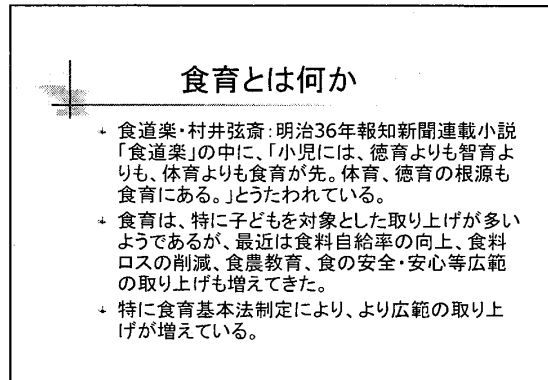 食育とは何か
食道楽・村井弦斎:明治36年報知新聞連載小説
「食道楽」の中に、「小児には、徳育よりも智育よ
りも、体育よりも食育が先。体育、徳育の根源も
食育にある。」とうたわれている。
食育は、特に子どもを対象とした取り上げが多い
ようであるが、最近は食料自給率の向上、食料
ロスの削減、食農教育、食の安全・安心等広範
の取り上げも増えてきた。
特に食育基本法制定により、より広範の取り上
げが増えている。